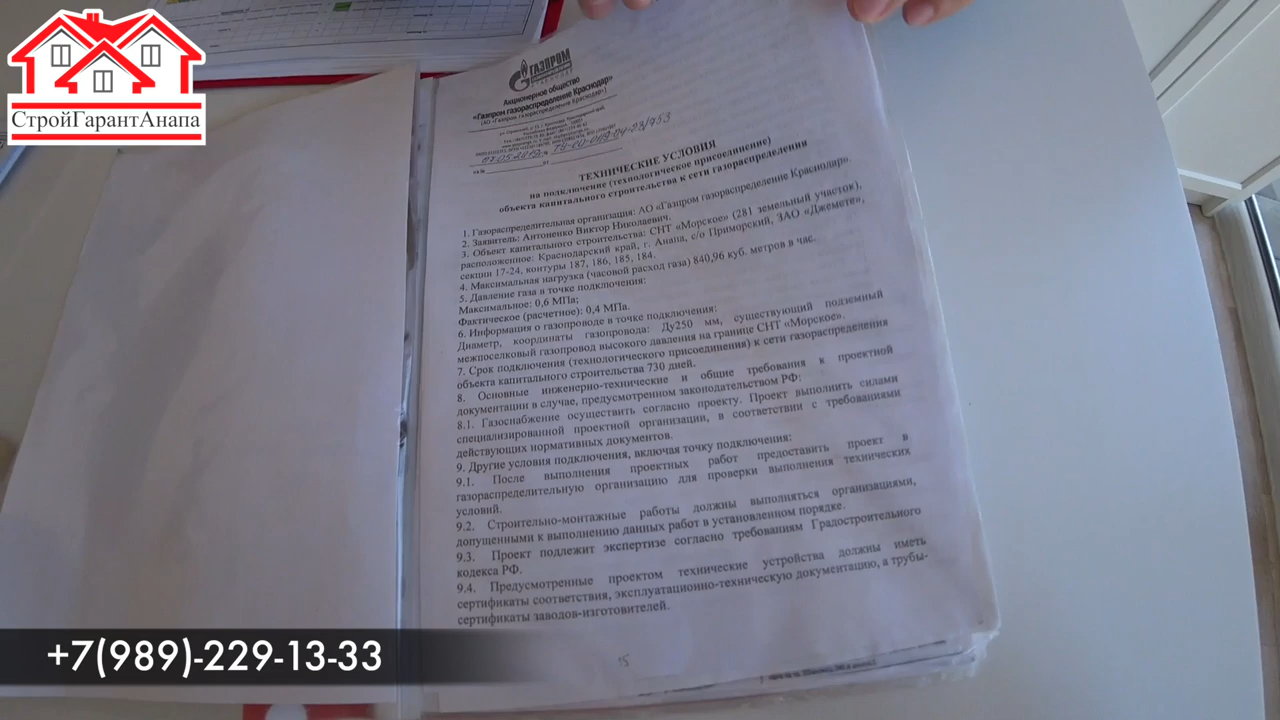 СтройГарантАнапа
ГАЗПРОМ
Акционерное общество
«Газпром газораспределение Краснодар»
(АО «Газпром газораспределение Краснодар»)
ТЕХНИЧЕСКИЕ УСЛОВИЯ
на подключение (технологическое присоединение)
объекта капитального строительства к сети газораспределения
1. Газораспределительная организация: АО «Газпром газораспределение Краснодар».
2. Заявитель: Антоненко Виктор Николаевич.
3. Объект капитального строительства: СНТ «Морское» (281 земельный участок),
расположенное: Краснодарский край, г. Анапа, с/о Приморский, ЗАО «Джемете»,
секции 17-24, контуры 187, 186, 185, 184.
4. Максимальная нагрузка (часовой расход газа) 840,96 куб. метров в час.
5. Давление газа в точке подключения:
Максимальное: 0,6 МПа;
Фактическое (расчетное): 0,4 МПа.
6. Информация о газопроводе в точке подключения:
Диаметр, координаты газопровода: Ду250 мм, существующий подземный
межпоселковый газопровод высокого давления на границе СНТ «Морское».
7. Срок подключения (технологического присоединения) к сети газораспределения
объекта капитального строительства 730 дней.
8. Основные инженерно-технические и общие требования к проектной
документации в случае, предусмотренном законодательством РФ:
8.1. Газоснабжение осуществить согласно проекту. Проект выполнить силами
специализированной проектной организации, в соответствии с требованиями
действующих нормативных документов.
9. Другие условия подключения, включая точку подключения:
9.1. После выполнения проектных работ предоставить проект в
газораспределительную организацию для проверки выполнения технических
условий.
9.2. Строительно-монтажные работы должны выполняться организациями,
допущенными к выполнению данных работ в установленном порядке.
9.3. Проект подлежит экспертизе согласно требованиям Градостроительного
кодекса РФ.
9.4. Предусмотренные проектом технические устройства должны иметь
сертификаты соответствия, эксплуатационно-техническую документацию, а трубы-
сертификаты заводов-изготовителей.
15
+7(989)-229-13-33